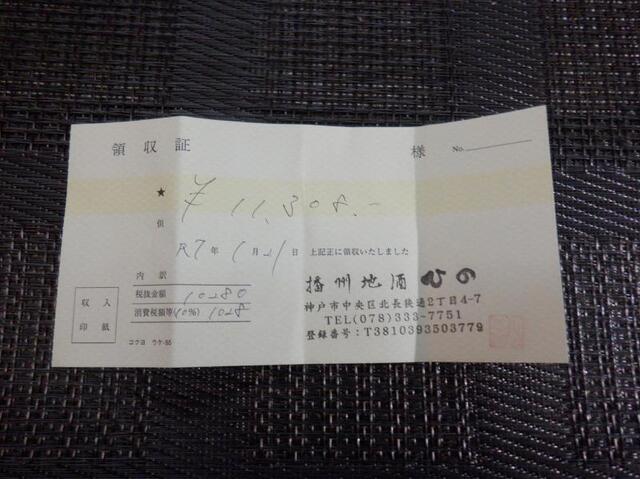 領収証 様 No.
★ ¥11,308.-
但
R7年 1月21日 上記正に領収いたしました
内訳
税抜金額 10280
消費税額等(10%) 1028
収入
印紙
コクヨ ウケ-55
播州地酒 ひの
神戸市中央区北長狭通2丁目4-7
TEL(078)333-7751
登録番号:T3810393503779